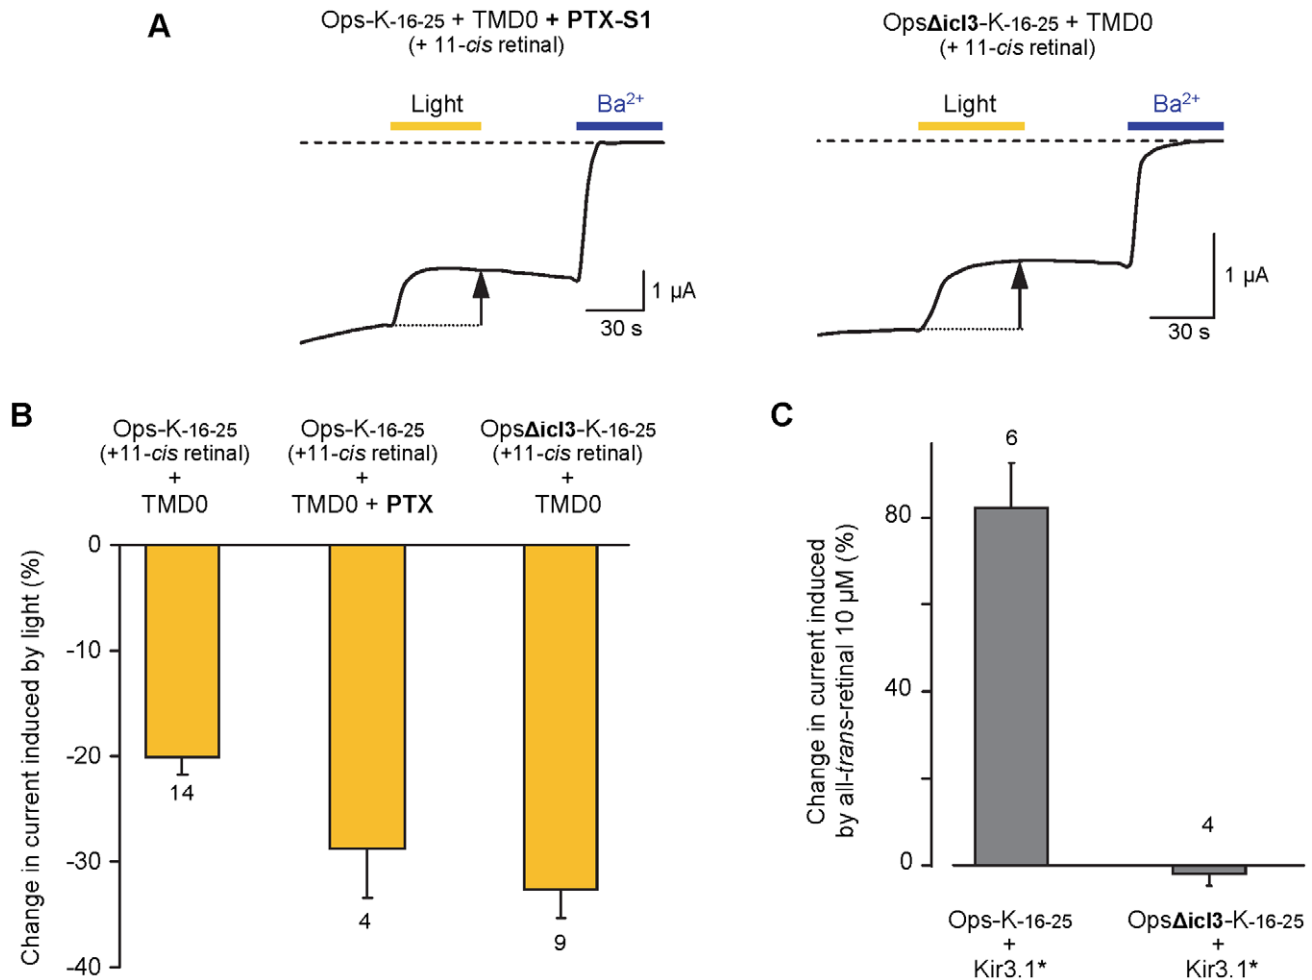 A
Ops-K-16-25 + TMD0 + PTX-S1
(+ 11-cis retinal)
Light
Ba2+
1 µA
30 s
OpsΔicl3-K-16-25 + TMD0
(+ 11-cis retinal)
Light
Ba2+
1 µA
30 s
B
Ops-K-16-25
(+11-cis retinal)
+
TMD0
Ops-K-16-25
(+11-cis retinal)
+
TMD0 + PTX
OpsΔicl3-K-16-25
(+11-cis retinal)
+
TMD0
Change in current induced by light (%)
0
-10
-20
-30
-40
14
4
9
C
Change in current induced
by all-trans-retinal 10 µM (%)
80
40
0
6
4
Ops-K-16-25
+
Kir3.1*
OpsΔicl3-K-16-25
+
Kir3.1*